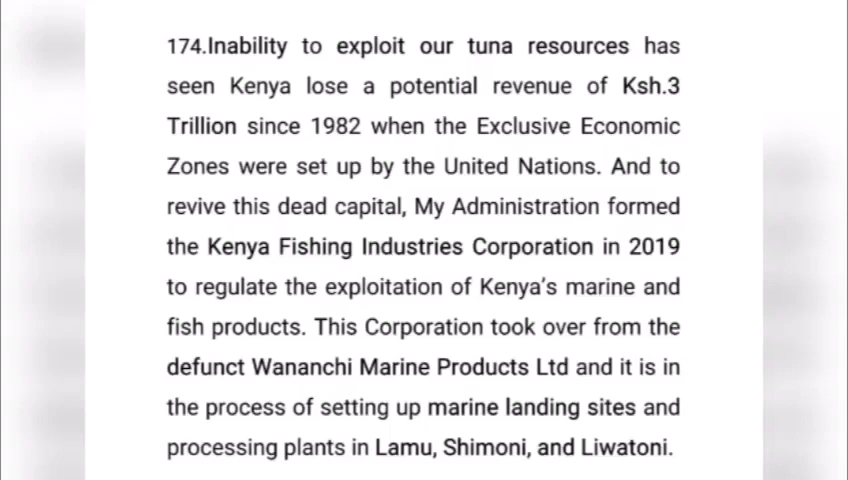 174.Inability to exploit our tuna resources has
seen Kenya lose a potential revenue of Ksh.3
Trillion since 1982 when the Exclusive Economic
Zones were set up by the United Nations. And to
revive this dead capital, My Administration formed
the Kenya Fishing Industries Corporation in 2019
to regulate the exploitation of Kenya's marine and
fish products. This Corporation took over from the
defunct Wananchi Marine Products Ltd and it is in
the process of setting up marine landing sites and
processing plants in Lamu, Shimoni, and Liwatoni.